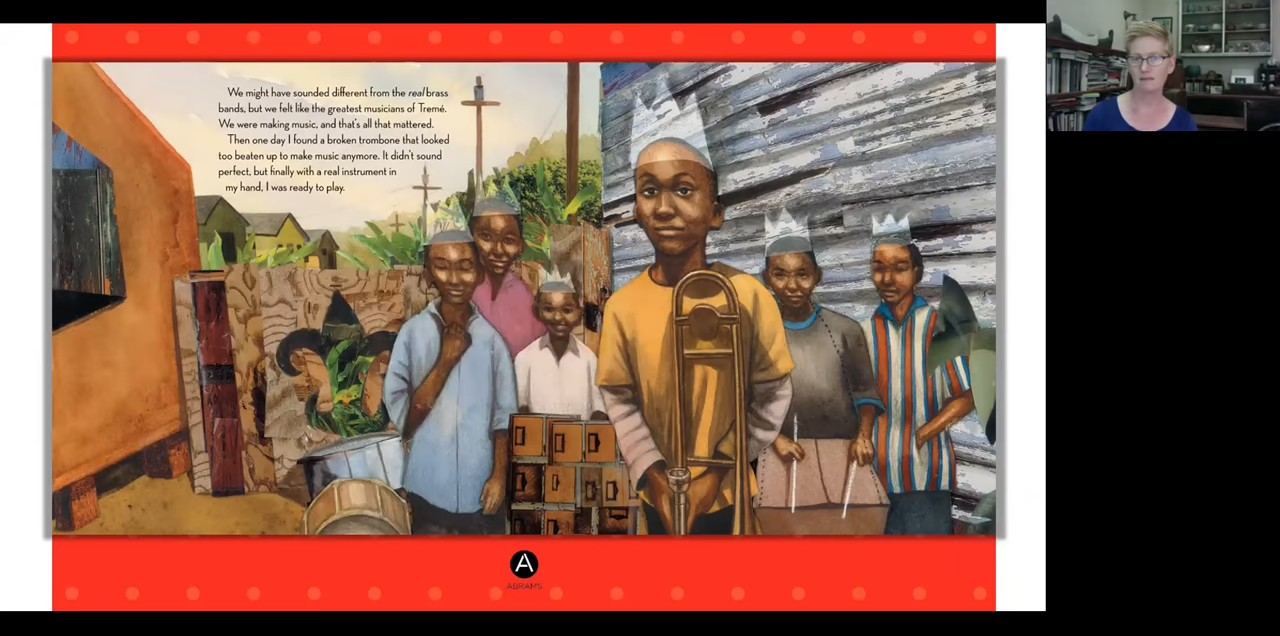 We might have sounded different from the real brass
bands, but we felt like the greatest musicians of Tremé.
We were making music, and that's all that mattered.
Then one day I found a broken trombone that looked
too beaten up to make music anymore. It didn't sound
perfect, but finally with a real instrument in
my hand, I was ready to play.
A
ABRAMS